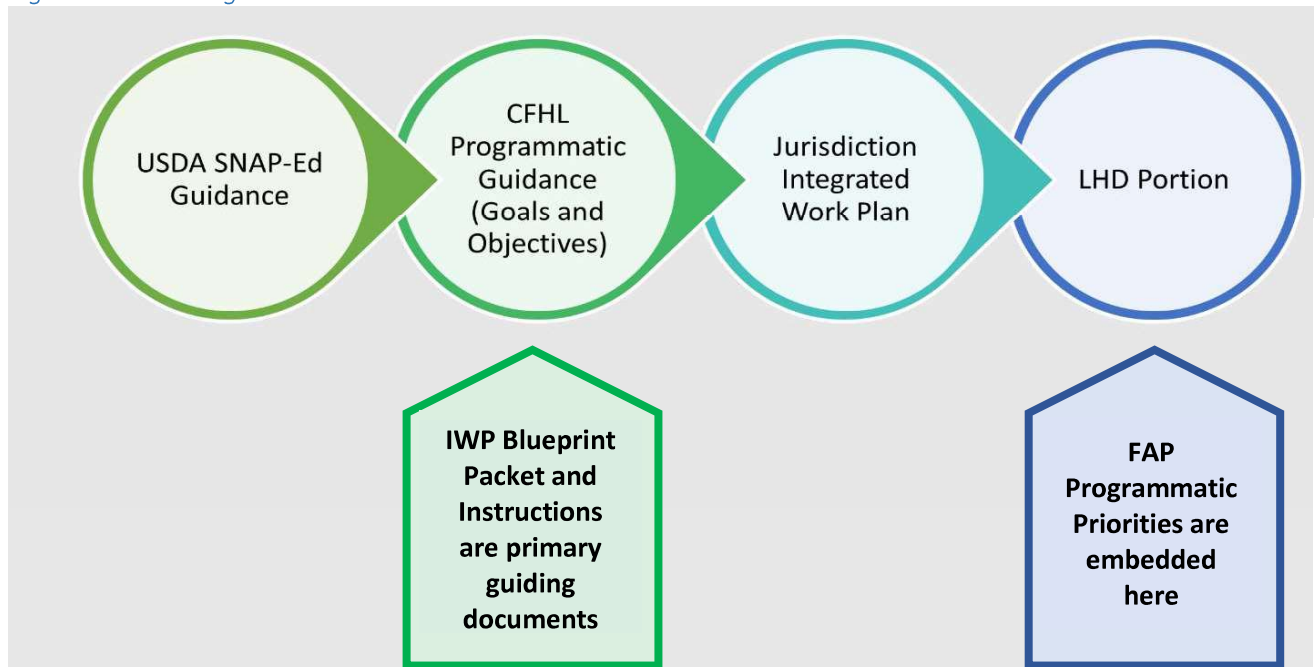 USDA SNAP-Ed
Guidance
CFHL
Programmatic
Guidance
(Goals and
Objectives)
Jurisdiction
Integrated
Work Plan
LHD Portion
IWP Blueprint
Packet and
Instructions
are primary
guiding
documents
FAP
Programmatic
Priorities are
embedded
here